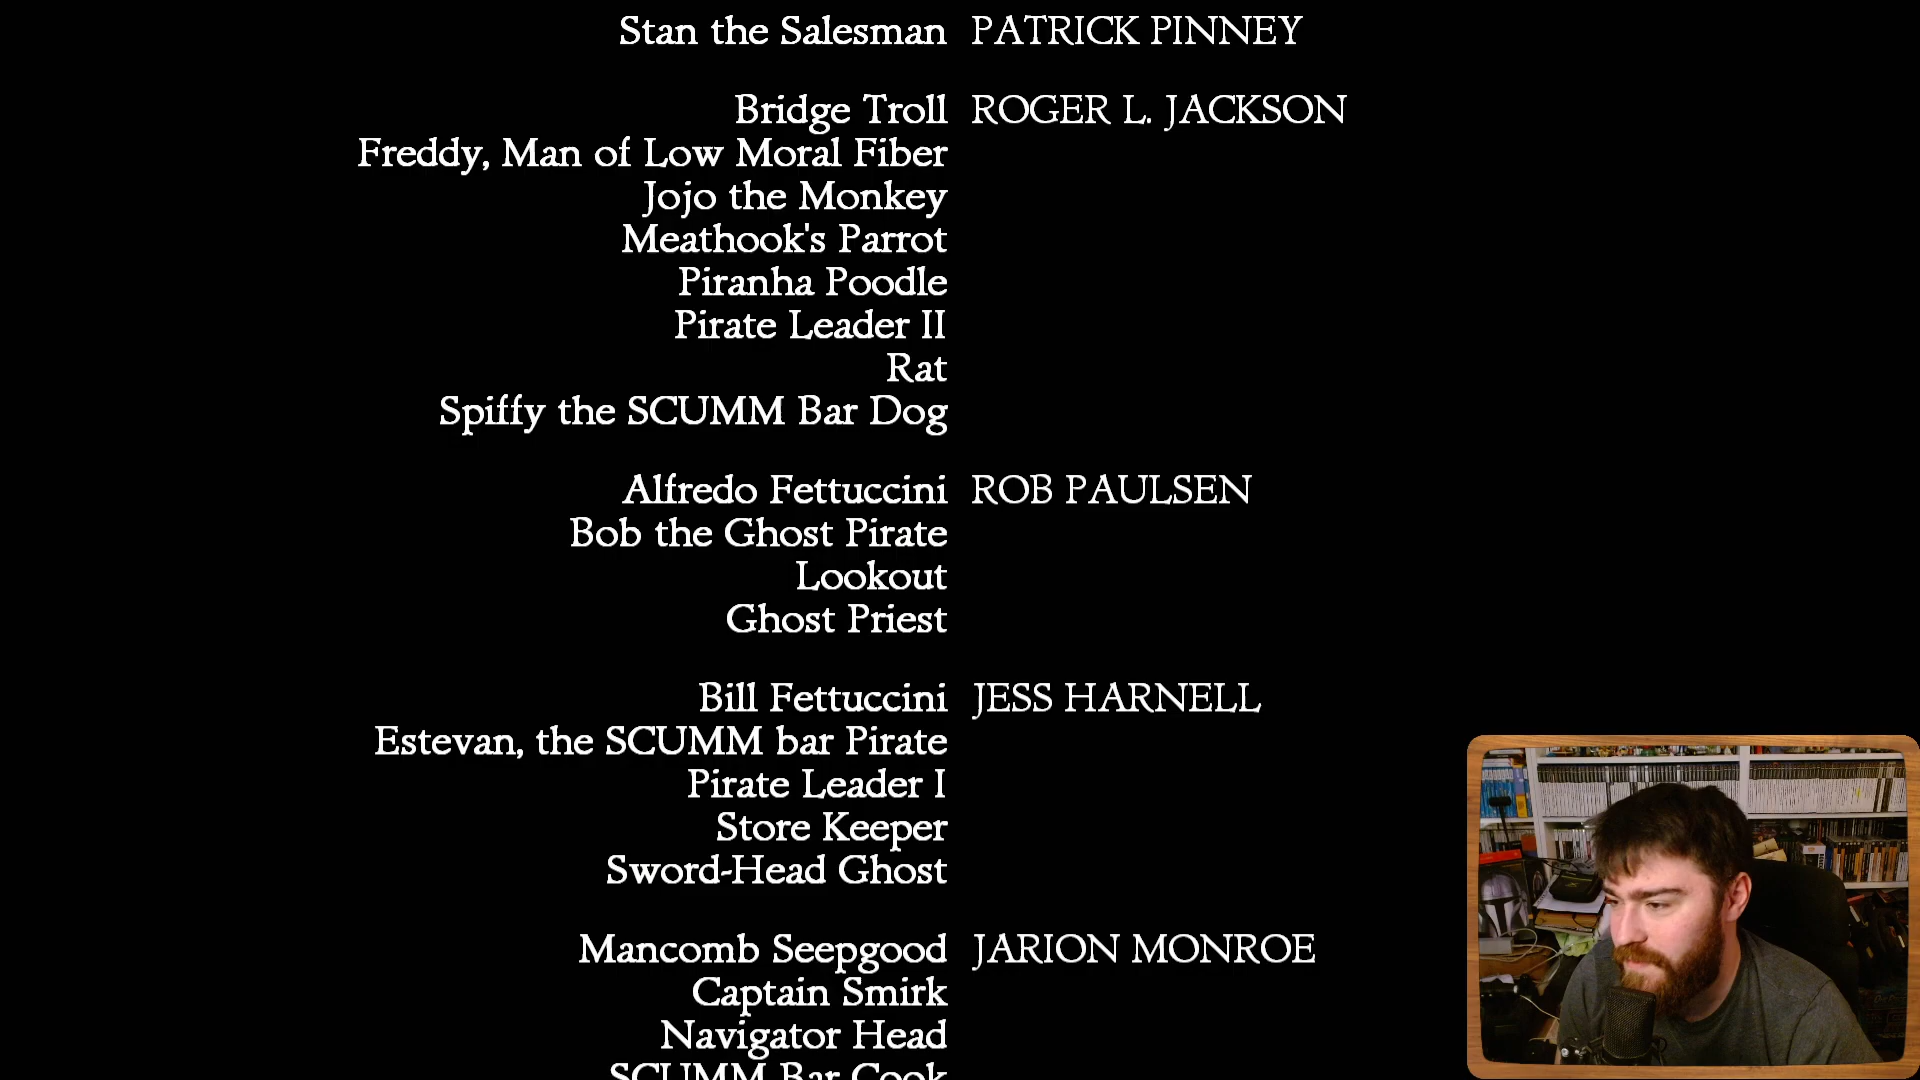 Stan the Salesman PATRICK PINNEY
Bridge Troll ROGER L. JACKSON
Freddy, Man of Low Moral Fiber
Jojo the Monkey
Meathook's Parrot
Piranha Poodle
Pirate Leader II
Rat
Spiffy the SCUMM Bar Dog
Alfredo Fettuccini ROB PAULSEN
Bob the Ghost Pirate
Lookout
Ghost Priest
Bill Fettuccini JESS HARNELL
Estevan, the SCUMM bar Pirate
Pirate Leader I
Store Keeper
Sword-Head Ghost
Mancomb Seepgood JARION MONROE
Captain Smirk
Navigator Head
SCUMM Bar Cook